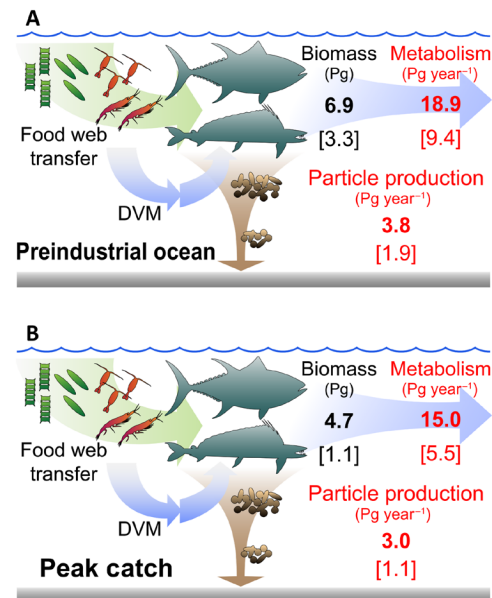 A
Biomass Metabolism
(Pg) (Pg year⁻¹)
6.9 18.9
[3.3] [9.4]
Food web
transfer
Particle production
(Pg year⁻¹)
DVM
3.8
Preindustrial ocean
[1.9]
B
Biomass Metabolism
(Pg) (Pg year⁻¹)
4.7 15.0
[1.1] [5.5]
Food web
transfer
Particle production
(Pg year⁻¹)
DVM
3.0
Peak catch
[1.1]